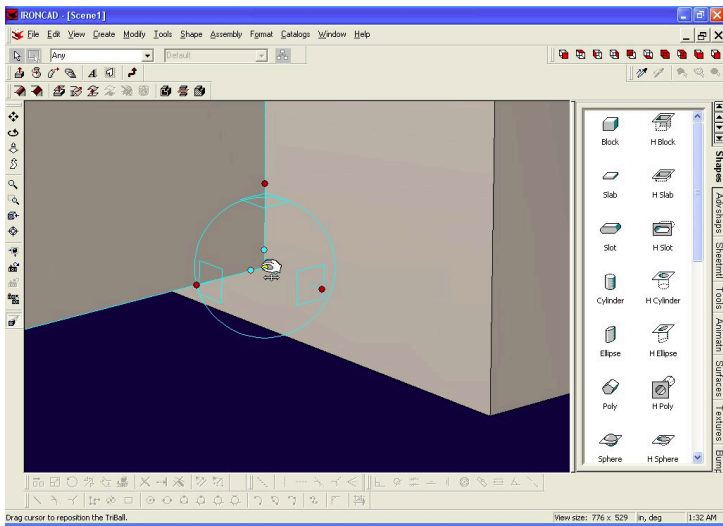 IRONCAD - [Scene1]
File Edit View Create Modify Tools Shape Assembly Format Catalogs Window Help
Any Default
A
Block H Block
Slab H Slab
Slot H Slot
Cylinder H Cylinder
Ellipse H Ellipse
Poly H Poly
Sphere H Sphere
Shapes
Advshaps
Sheetmtl
Tools
Animatn
Surfaces
Textures
Bump
Drag cursor to reposition the TriBall. View size: 776 x 529 in, deg 1:32 AM